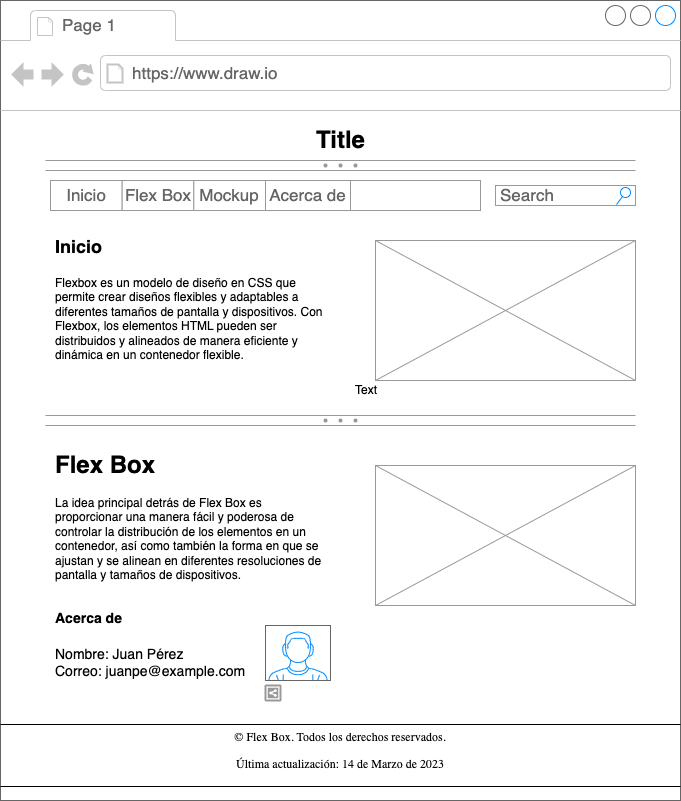 Page 1
https://www.draw.io
Title
Inicio
Flex Box
Mockup
Acerca de
Search
Inicio
Flexbox es un modelo de diseño en CSS que
permite crear diseños flexibles y adaptables a
diferentes tamaños de pantalla y dispositivos. Con
Flexbox, los elementos HTML pueden ser
distribuidos y alineados de manera eficiente y
dinámica en un contenedor flexible.
Text
Flex Box
La idea principal detrás de Flex Box es
proporcionar una manera fácil y poderosa de
controlar la distribución de los elementos en un
contenedor, así como también la forma en que se
ajustan y se alinean en diferentes resoluciones de
pantalla y tamaños de dispositivos.
Acerca de
Nombre: Juan Pérez
Correo: juanpe@example.com
© Flex Box. Todos los derechos reservados.
Última actualización: 14 de Marzo de 2023